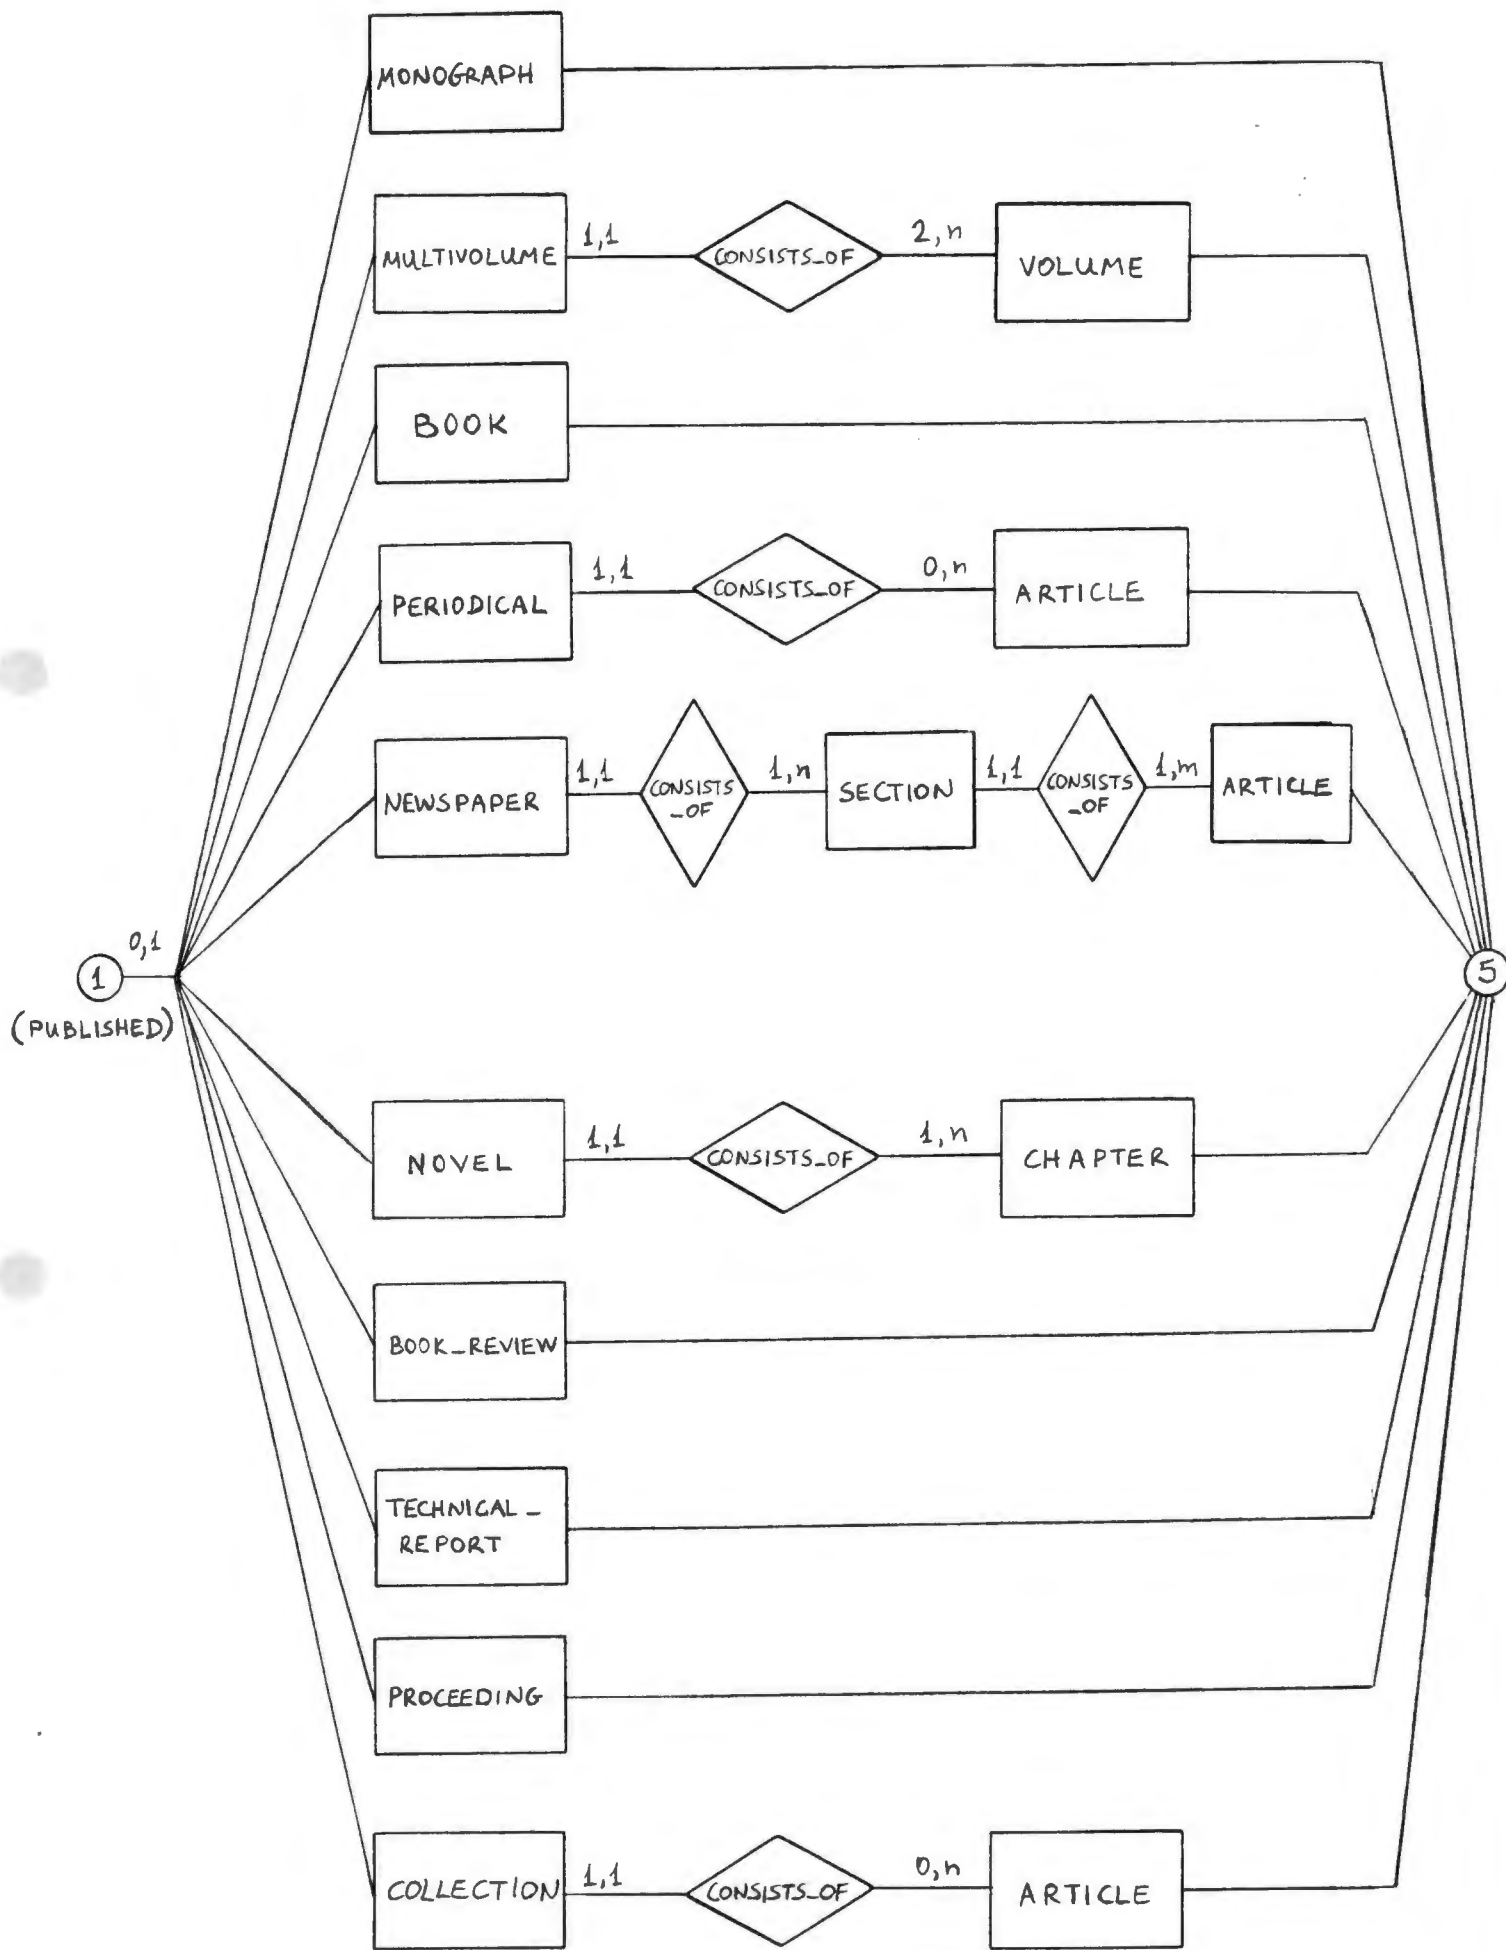 MONOGRAPH
MULTIVOLUME 1,1 CONSISTS_OF 2,n VOLUME
BOOK
PERIODICAL 1,1 CONSISTS_OF 0,n ARTICLE
NEWSPAPER 1,1 CONSISTS
_OF 1,n SECTION 1,1 CONSISTS
_OF 1,m ARTICLE
1 0,1
(PUBLISHED)
5
NOVEL 1,1 CONSISTS_OF 1,n CHAPTER
BOOK_REVIEW
TECHNICAL_
REPORT
PROCEEDING
COLLECTION 1,1 CONSISTS_OF 0,n ARTICLE